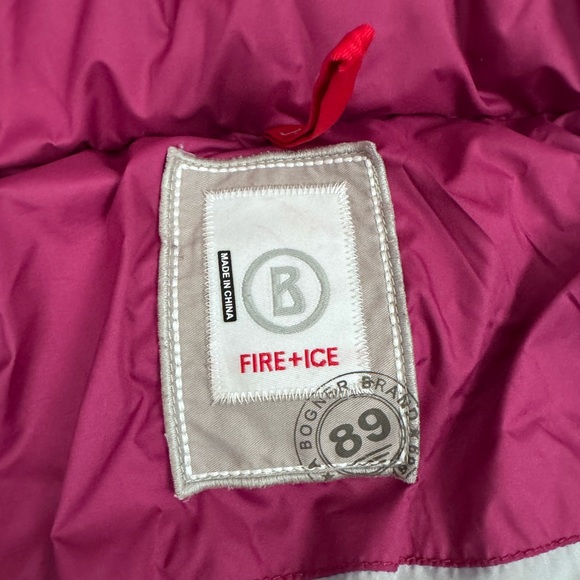 MADE IN CHINA
B
FIRE+ICE
BOGNER BRAND
89